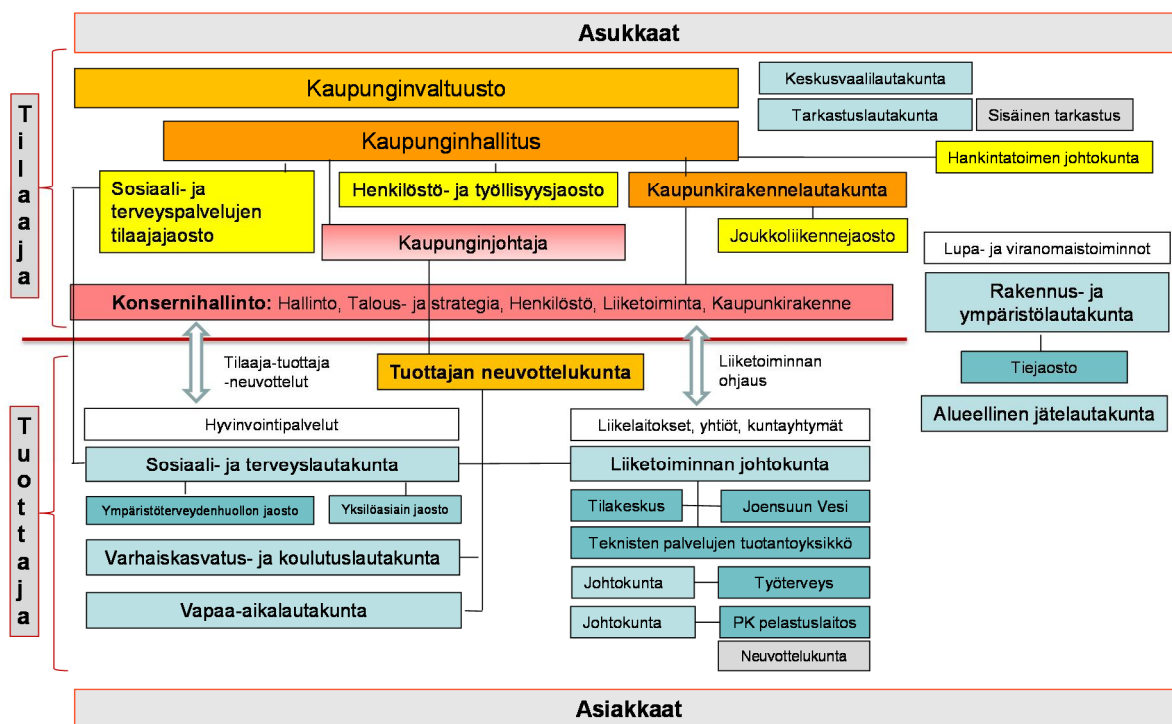 Asukkaat
Tilaaja
Kaupunginvaltuusto
Keskusvaalilautakunta
Tarkastuslautakunta
Sisäinen tarkastus
Kaupunginhallitus
Hankintatoimen johtokunta
Sosiaali- ja
terveyspalvelujen
tilaajajaosto
Henkilöstö- ja työllisyysjaosto
Kaupunkirakennelautakunta
Kaupunginjohtaja
Joukkoliikennejaosto
Lupa- ja viranomaistoiminnot
Konsernihallinto: Hallinto, Talous- ja strategia, Henkilöstö, Liiketoiminta, Kaupunkirakenne
Rakennus- ja
ympäristölautakunta
Tiejaosto
Alueellinen jätelautakunta
Tuottaja
Tilaaja-tuottaja
-neuvottelut
Tuottajan neuvottelukunta
Liiketoiminnan
ohjaus
Hyvinvointipalvelut
Liikelaitokset, yhtiöt, kuntayhtymät
Sosiaali- ja terveyslautakunta
Liiketoiminnan johtokunta
Ympäristöterveydenhuollon jaosto
Yksilöasiain jaosto
Tilakeskus
Joensuun Vesi
Varhaiskasvatus- ja koulutuslautakunta
Teknisten palvelujen tuotantoyksikkö
Johtokunta
Työterveys
Vapaa-aikalautakunta
Johtokunta
PK pelastuslaitos
Neuvottelukunta
Asiakkaat